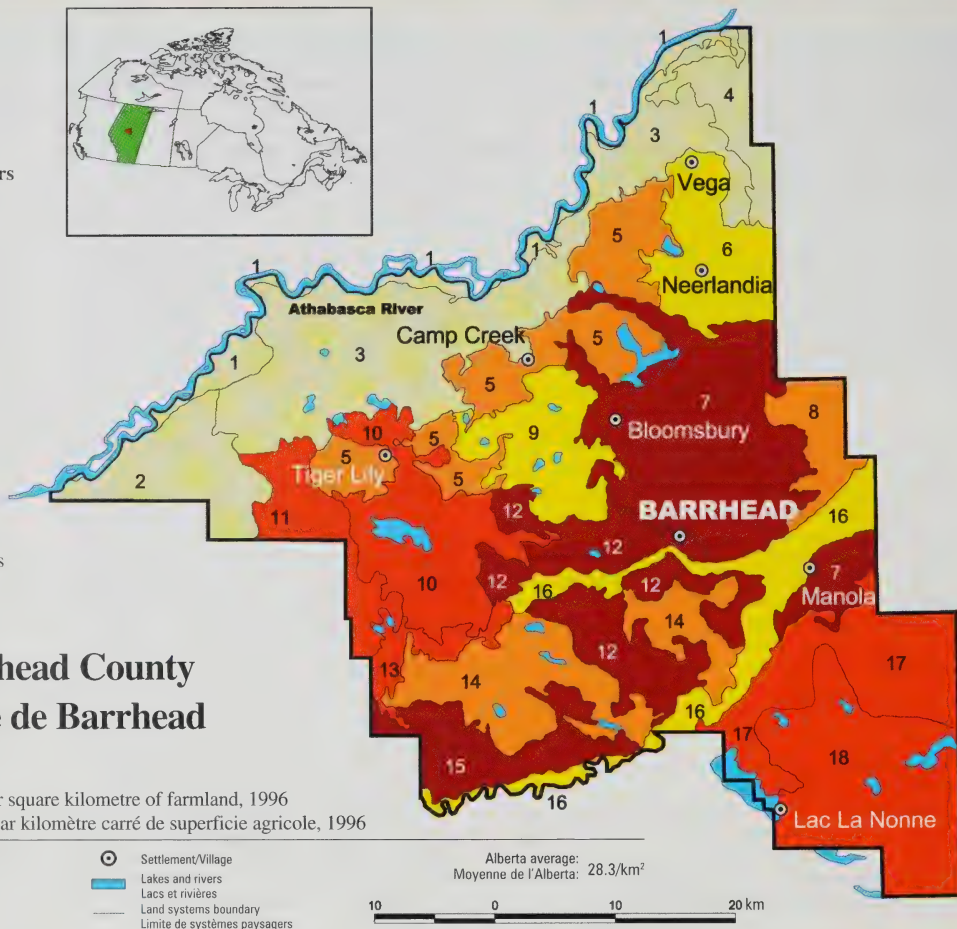 rs
1
4
1
3
Vega
5
6
1
1
1
Neerlandia
Athabasca River
Camp Creek
5
3
1
5
7
8
Bloomsbury
9
10
5
5
Tiger Lily
5
2
12
BARRHEAD
16
11
12
10
12
12
7
16
Manola
14
12
head County
e de Barrhead
13
14
17
16
17
15
18
r square kilometre of farmland, 1996
16
ar kilomètre carré de superficie agricole, 1996
Lac La Nonne
Settlement/Village
Lakes and rivers
Lacs et rivières
Land systems boundary
Limite de systèmes paysagers
Alberta average:
Moyenne de l'Alberta: 28.3/km²
10 0 10 20 km
s